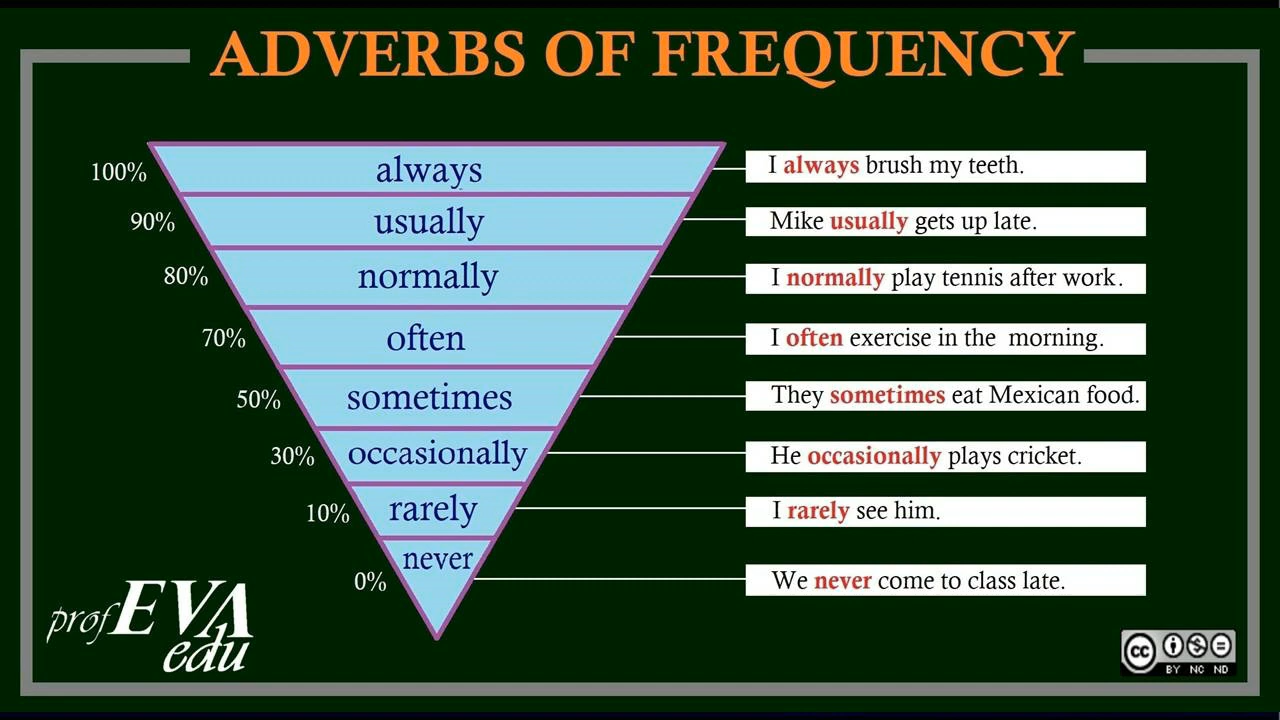 ADVERBS OF FREQUENCY
100% always I always brush my teeth.
90% usually Mike usually gets up late.
80% normally I normally play tennis after work.
70% often I often exercise in the morning.
50% sometimes They sometimes eat Mexican food.
30% occasionally He occasionally plays cricket.
10% rarely I rarely see him.
0% never We never come to class late.
prof EVA
edu
cc
BY NC ND